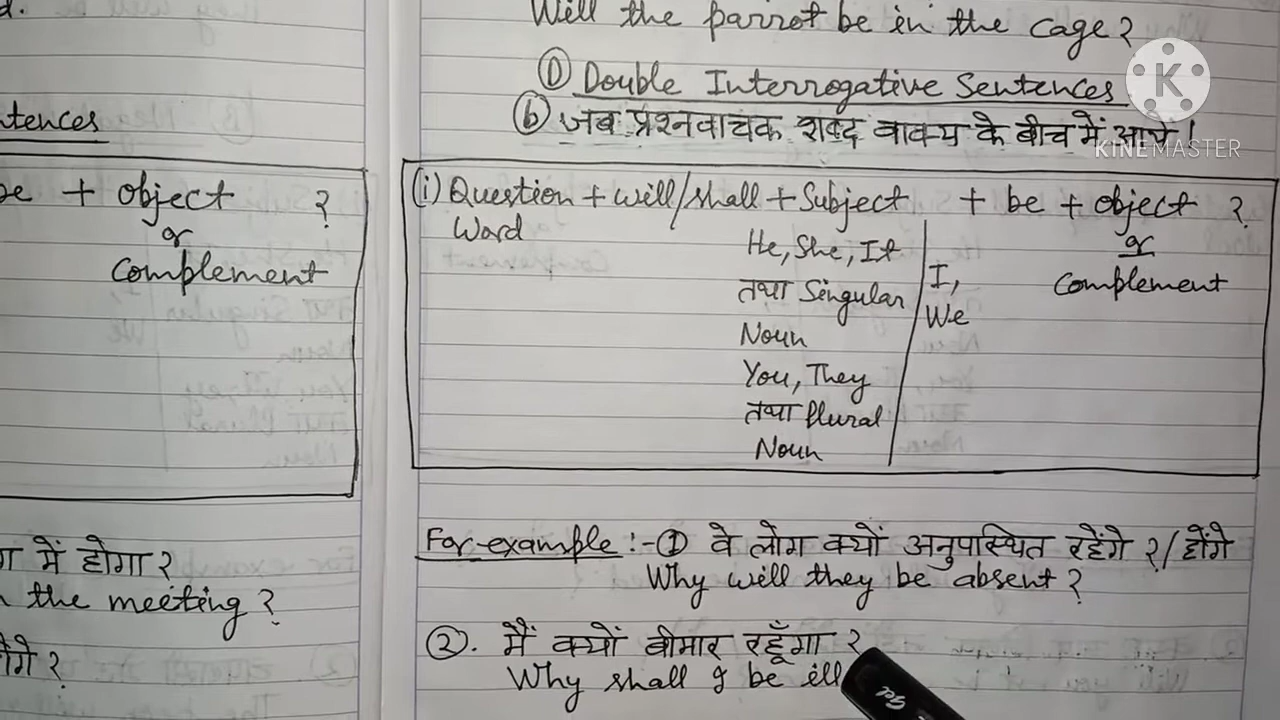 d.
ntences
be + object ?
or
Complement
ग में होगा ?
n the meeting ?
Will the parrot be in the cage ?
Ⓓ Double Interrogative Sentences
ⓑ जब प्रश्नवाचक शब्द वाक्य के बीच में आये ।
(i) Question + will/shall + Subject + be + object ?
Word
He, She, It
तथा Singular
Noun
You, They
तथा Plural
Noun
I,
We
or
Complement
For example :- ① वे लोग क्यों अनुपस्थित रहेंगे ?/होंगे
Why will they be absent ?
②. मैं क्यों बीमार रहूँगा ?
Why shall I be ill
Gel
K
KINEMASTER